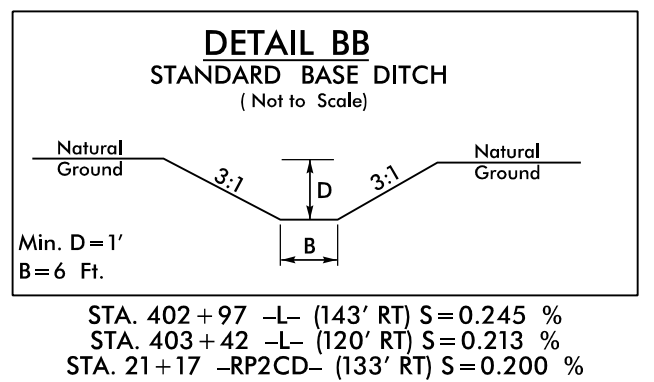 DETAIL BB
STANDARD BASE DITCH
( Not to Scale)
Natural
Ground
3:1
D
3:1
Natural
Ground
B
Min. D=1'
B=6 Ft.
STA. 402+97 -L- (143' RT) S=0.245 %
STA. 403+42 -L- (120' RT) S=0.213 %
STA. 21+17 -RP2CD- (133' RT) S=0.200 %